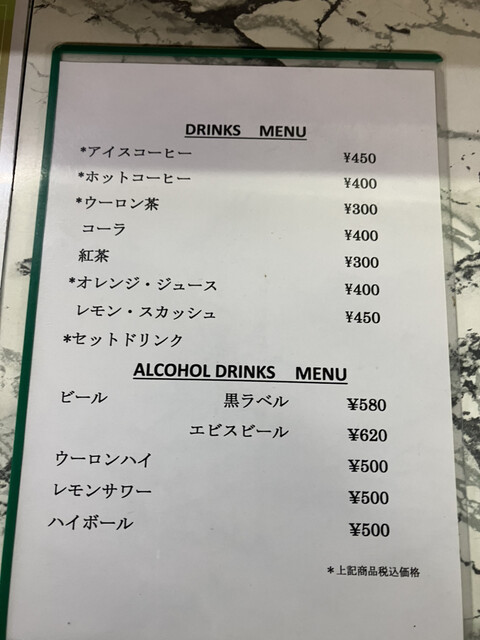 DRINKS MENU
*アイスコーヒー ¥450
*ホットコーヒー ¥400
*ウーロン茶 ¥300
コーラ ¥400
紅茶 ¥300
*オレンジ・ジュース ¥400
レモン・スカッシュ ¥450
*セットドリンク
ALCOHOL DRINKS MENU
ビール 黒ラベル ¥580
エビスビール ¥620
ウーロンハイ ¥500
レモンサワー ¥500
ハイボール ¥500
*上記商品税込価格